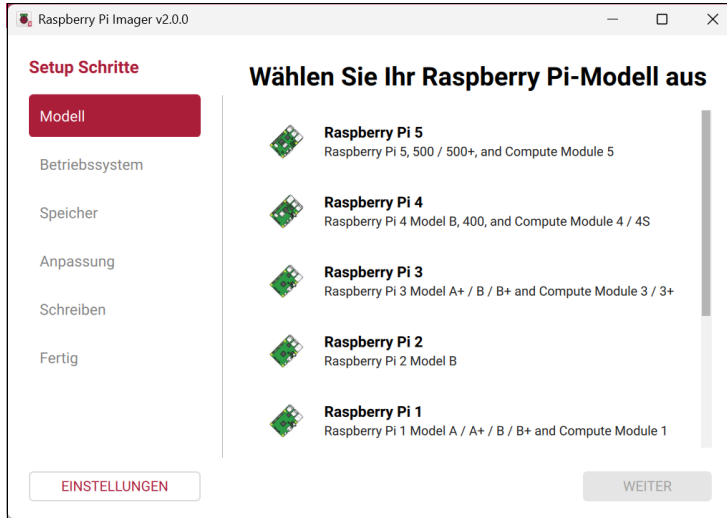 Raspberry Pi Imager v2.0.0
Setup Schritte
Modell
Betriebssystem
Speicher
Anpassung
Schreiben
Fertig
EINSTELLUNGEN
Wählen Sie Ihr Raspberry Pi-Modell aus
Raspberry Pi 5
Raspberry Pi 5, 500 / 500+, and Compute Module 5
Raspberry Pi 4
Raspberry Pi 4 Model B, 400, and Compute Module 4 / 4S
Raspberry Pi 3
Raspberry Pi 3 Model A+ / B / B+ and Compute Module 3 / 3+
Raspberry Pi 2
Raspberry Pi 2 Model B
Raspberry Pi 1
Raspberry Pi 1 Model A / A+ / B / B+ and Compute Module 1
WEITER